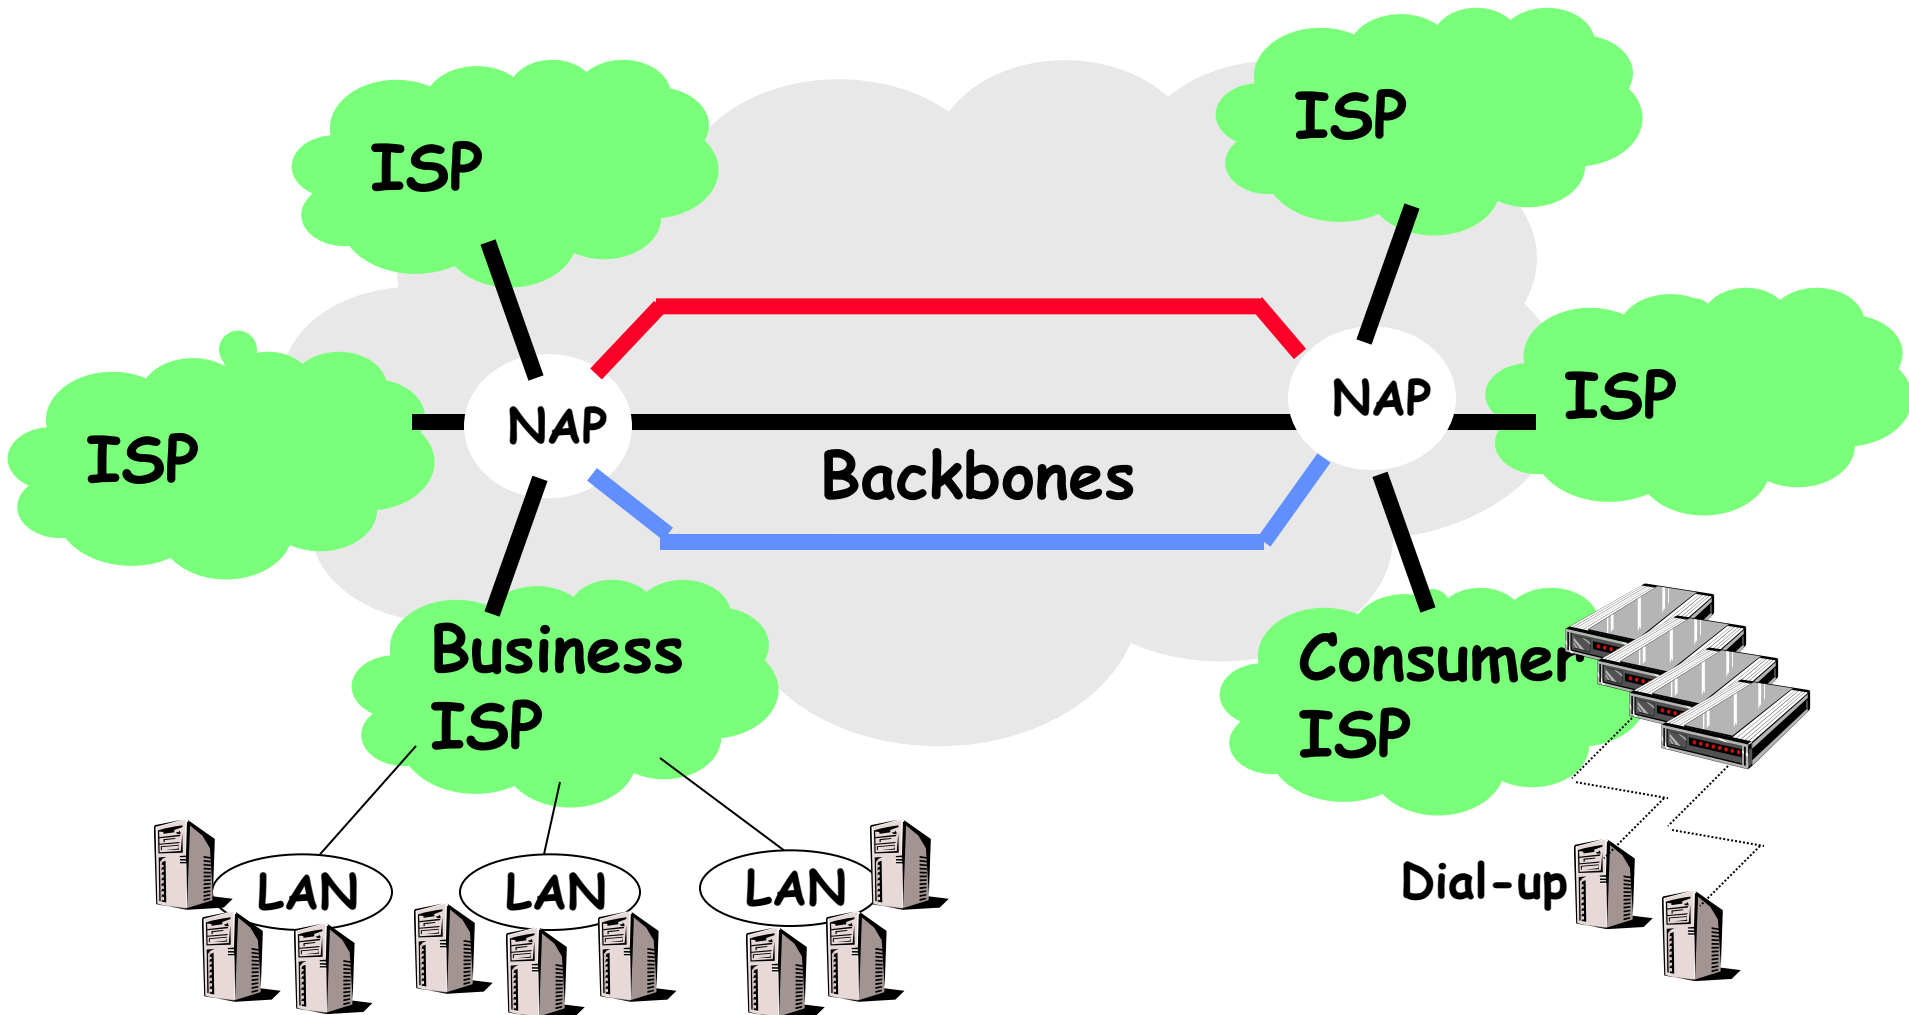 ISP
ISP
ISP
NAP
NAP
ISP
Backbones
Business
ISP
Consumer
ISP
LAN
LAN
LAN
Dial-up